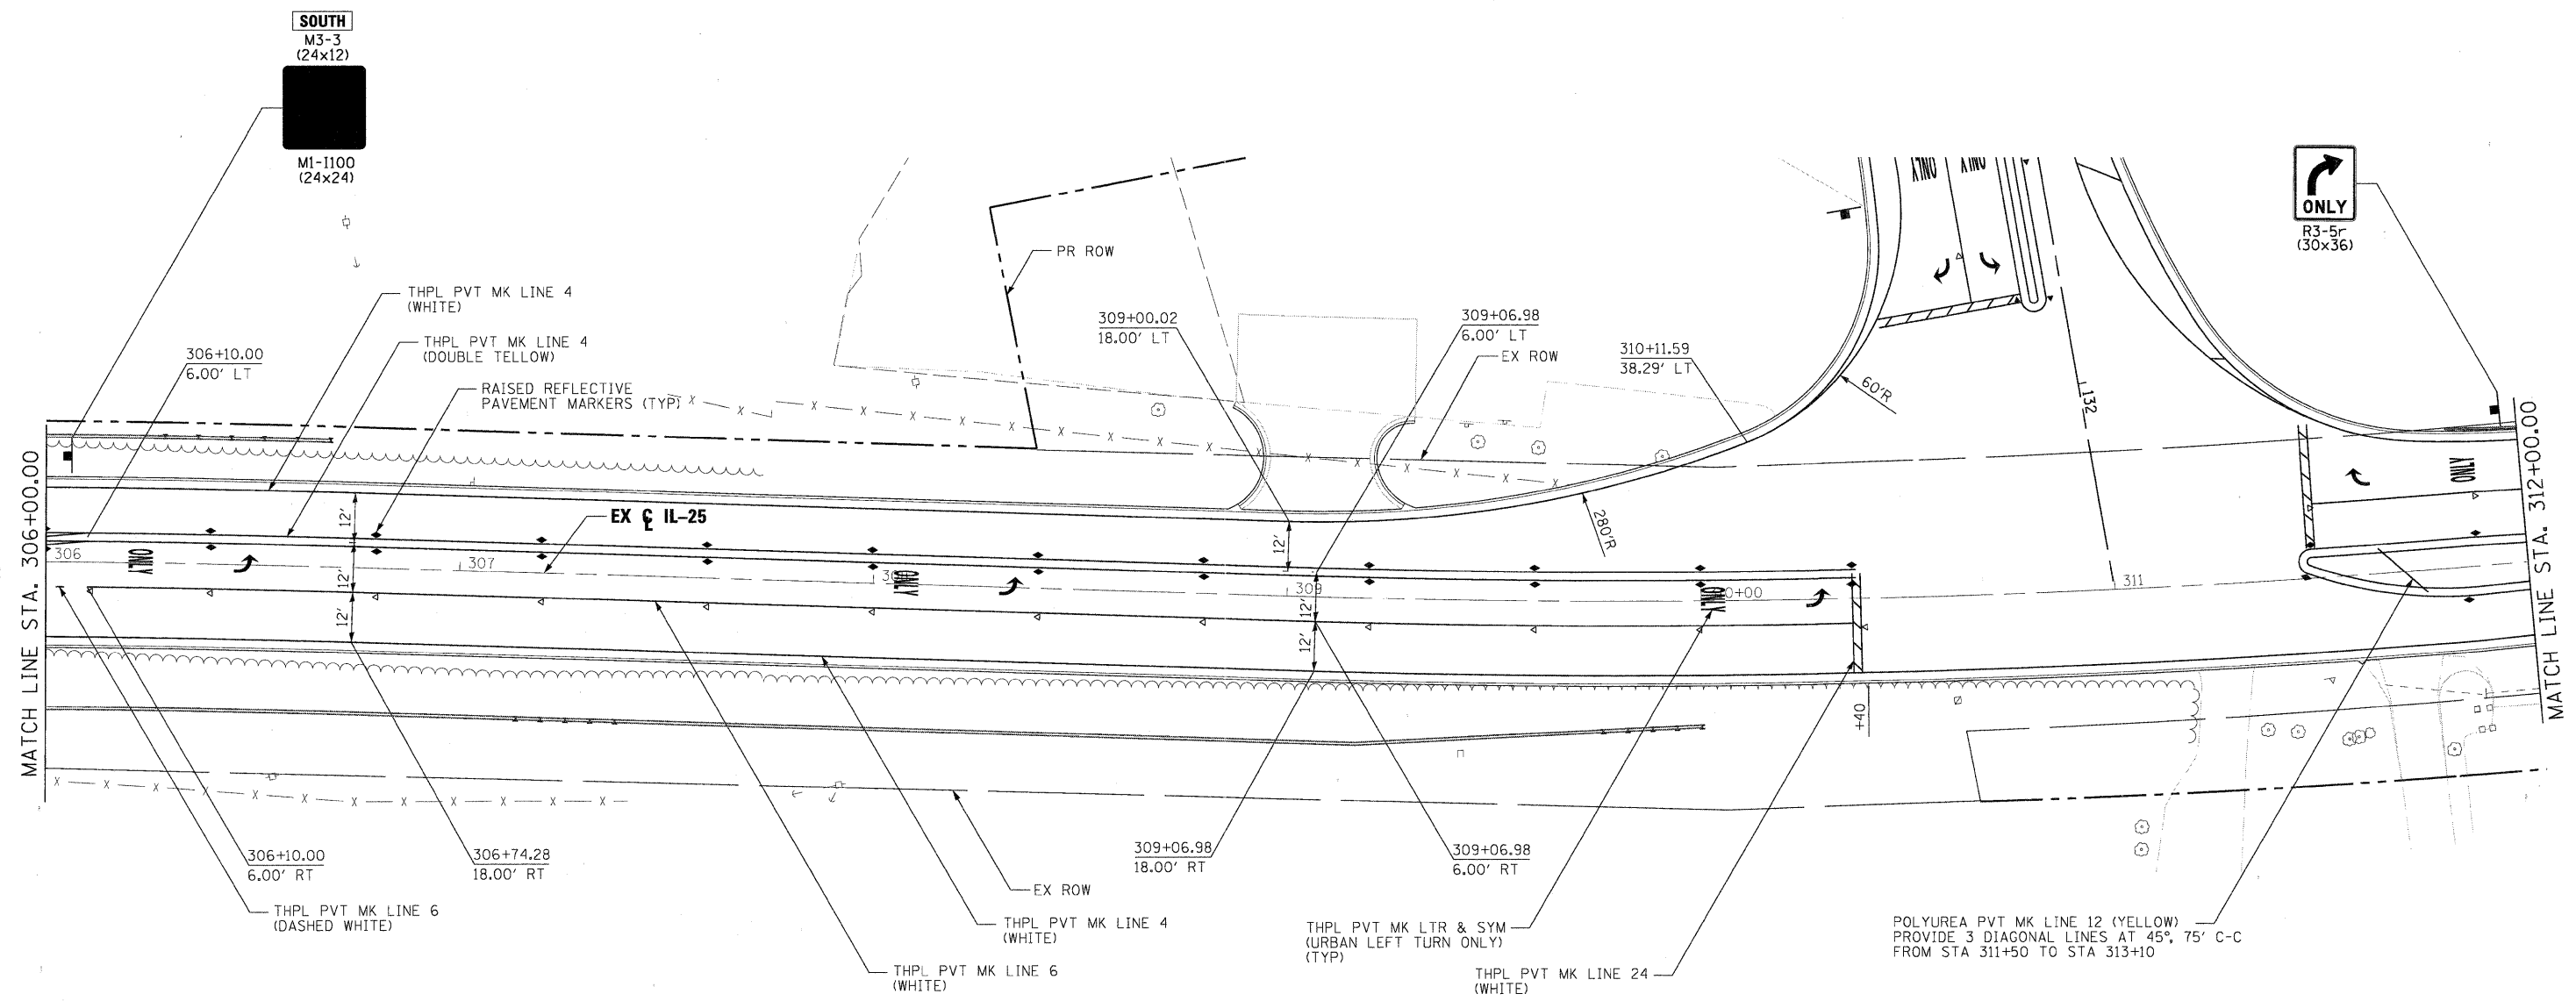 SOUTH
M3-3
(24x12)
M1-I100
(24x24)
ONLY
R3-5r
(30x36)
ONLY
ONLY
PR ROW
THPL PVT MK LINE 4
(WHITE)
THPL PVT MK LINE 4
(DOUBLE TELLOW)
306+10.00
6.00' LT
RAISED REFLECTIVE
PAVEMENT MARKERS (TYP)
309+00.02
18.00' LT
309+06.98
6.00' LT
EX ROW
310+11.59
38.29' LT
60'R
132
280'R
MATCH LINE STA. 306+00.00
MATCH LINE STA. 312+00.00
EX ℄ IL-25
12'
12'
12'
12'
12'
12'
306
ONLY
307
ONLY
309
ONLY
0+00
311
ONLY
+40
306+10.00
6.00' RT
306+74.28
18.00' RT
309+06.98
18.00' RT
309+06.98
6.00' RT
EX ROW
THPL PVT MK LINE 6
(DASHED WHITE)
THPL PVT MK LINE 4
(WHITE)
THPL PVT MK LINE 6
(WHITE)
THPL PVT MK LTR & SYM
(URBAN LEFT TURN ONLY)
(TYP)
THPL PVT MK LINE 24
(WHITE)
POLYUREA PVT MK LINE 12 (YELLOW)
PROVIDE 3 DIAGONAL LINES AT 45°, 75' C-C
FROM STA 311+50 TO STA 313+10